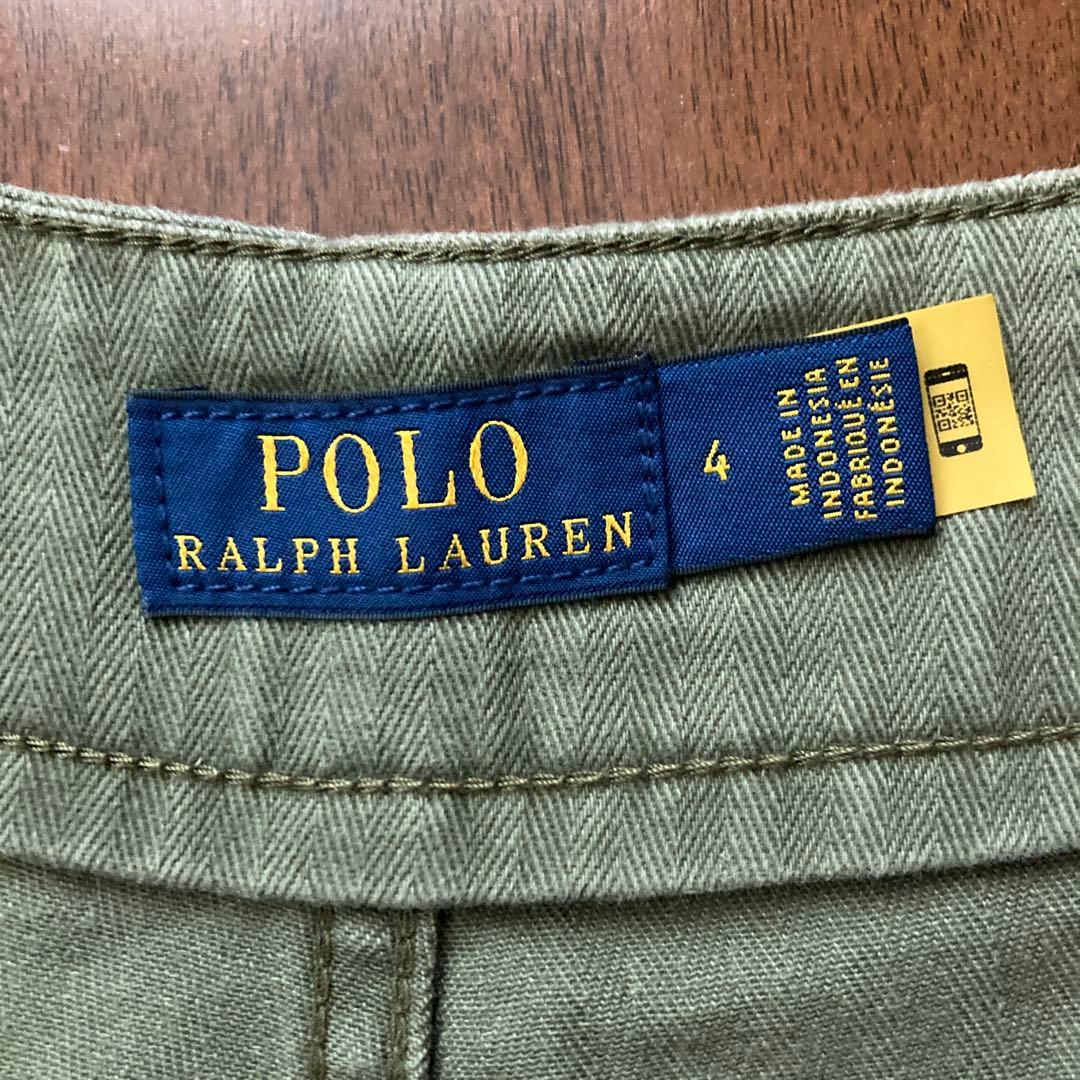 POLO
RALPH LAUREN
4
MADE IN
INDONESIA
FABRIQUÉ EN
INDONÉSIE